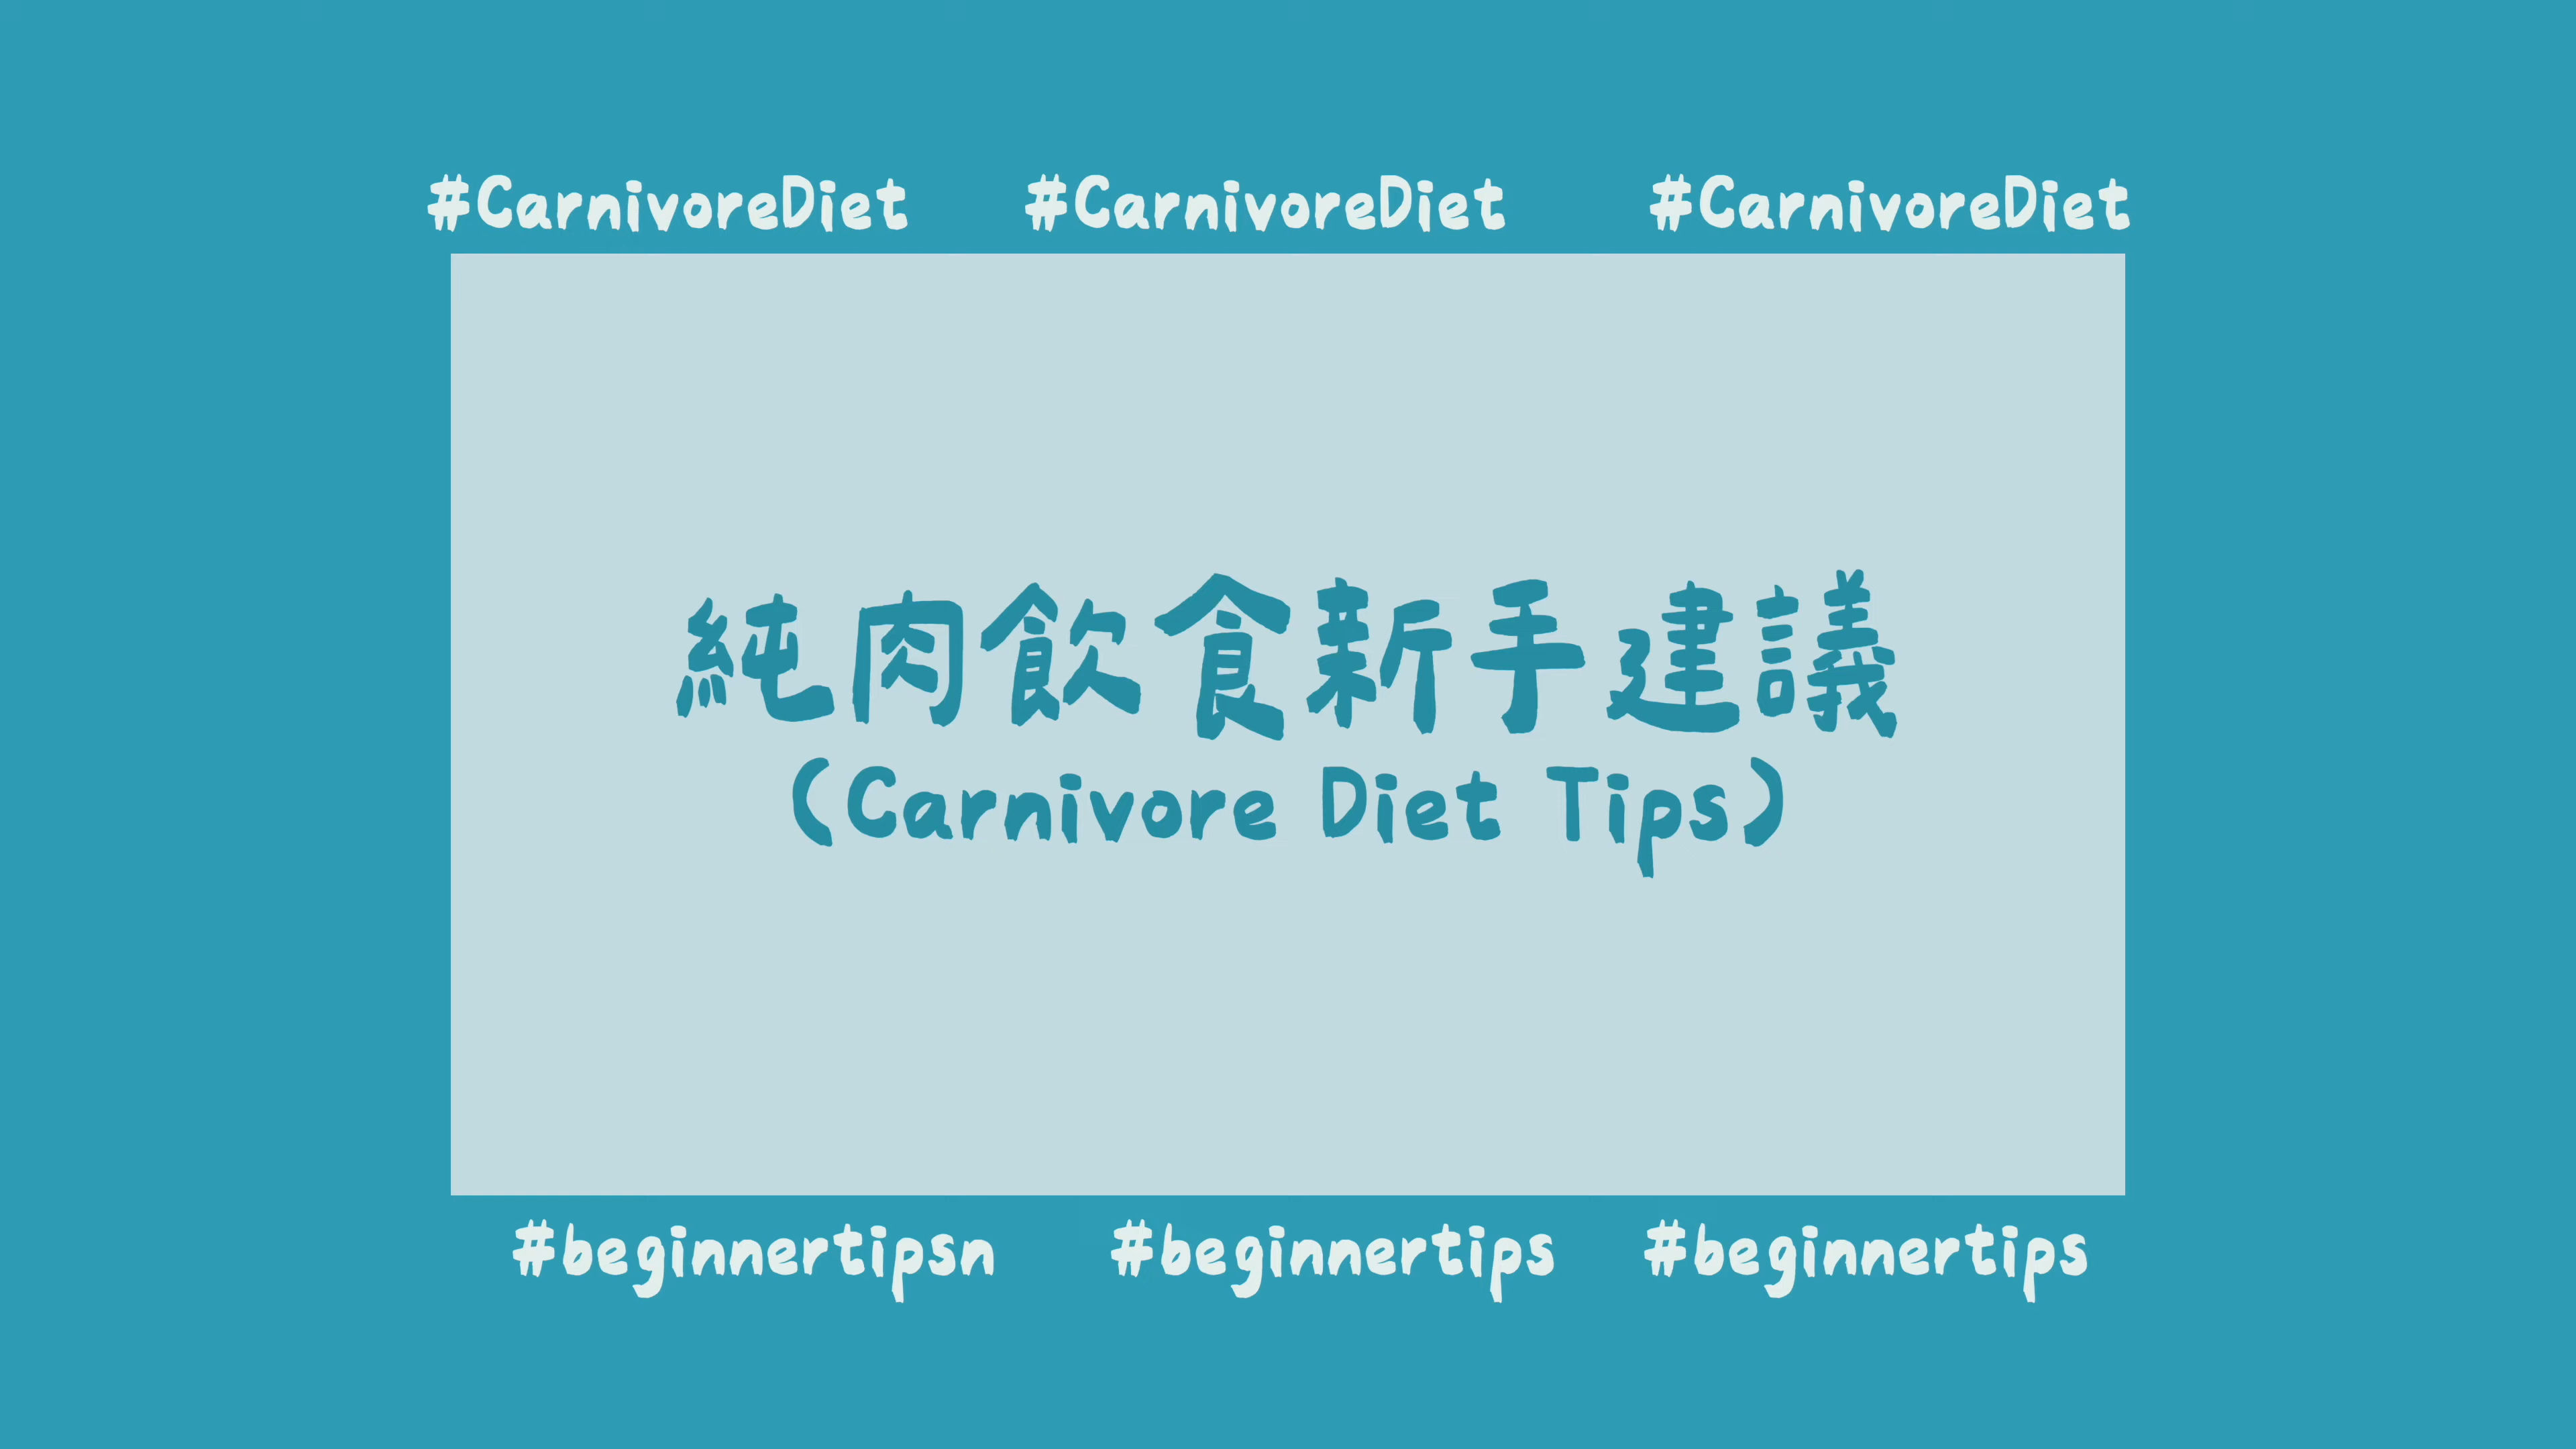 #CarnivoreDiet #CarnivoreDiet #CarnivoreDiet
純肉飲食新手建議
(Carnivore Diet Tips)
#beginnertipsn #beginnertips #beginnertips